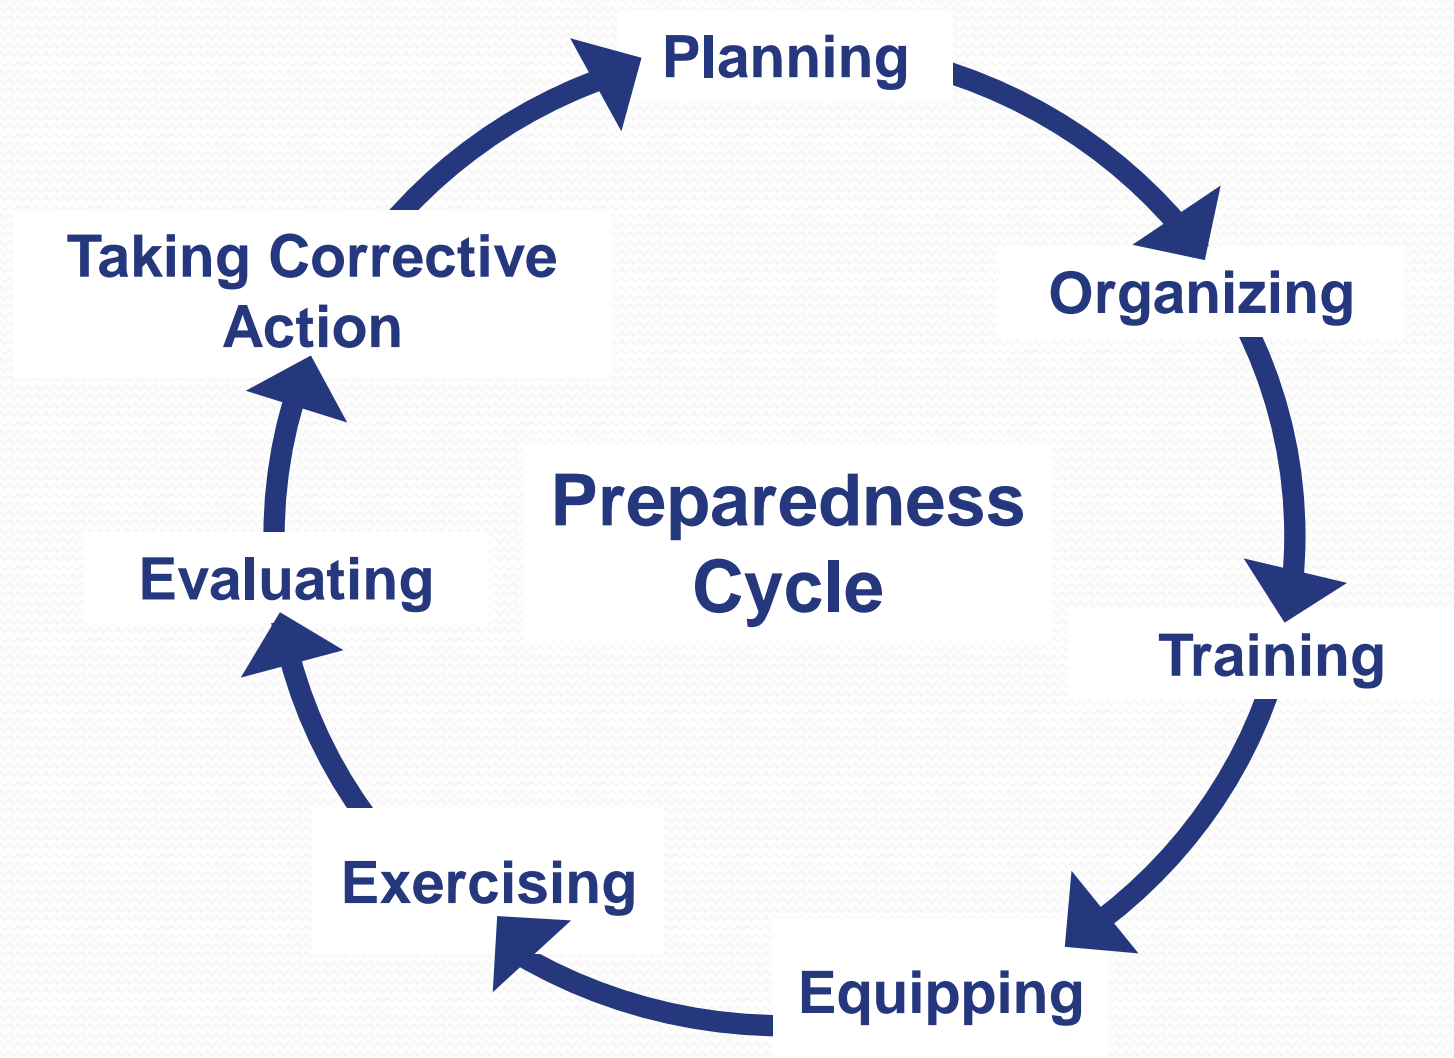 Planning
Organizing
Training
Equipping
Exercising
Evaluating
Taking Corrective
Action
Preparedness
Cycle